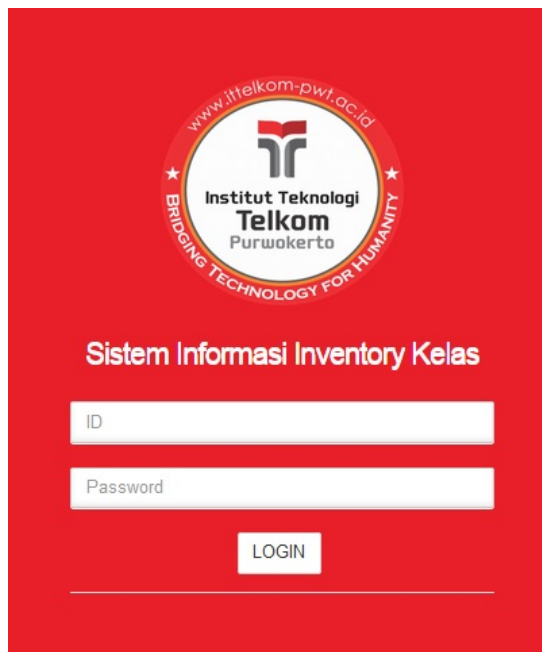 www.ittelkom-pwt.ac.id
Institut Teknologi
Telkom
Purwokerto
★ BRIDGING TECHNOLOGY FOR HUMANITY ★
Sistem Informasi Inventory Kelas
ID
Password
LOGIN